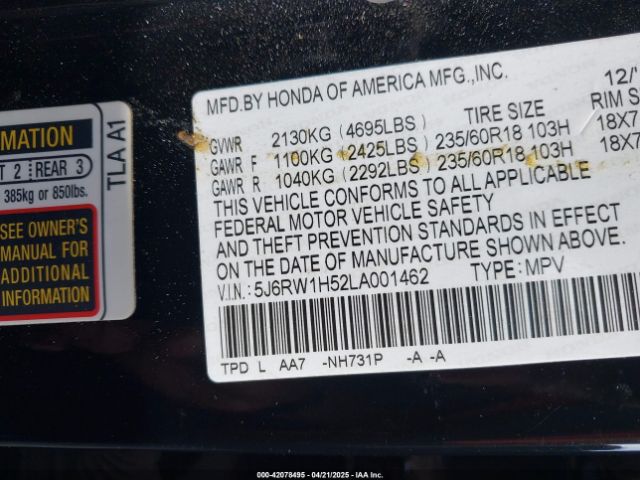 MATION
T 2 REAR 3
385kg or 850lbs.
SEE OWNER'S
MANUAL FOR
ADDITIONAL
INFORMATION
TLA A1
MFD.BY HONDA OF AMERICA MFG.,INC. 12/
TIRE SIZE RIM S
GVWR 2130KG (4695LBS)
GAWR F 1100KG (2425LBS) 235/60R18 103H 18X7
GAWR R 1040KG (2292LBS) 235/60R18 103H 18X7
THIS VEHICLE CONFORMS TO ALL APPLICABLE
FEDERAL MOTOR VEHICLE SAFETY
AND THEFT PREVENTION STANDARDS IN EFFECT
ON THE DATE OF MANUFACTURE SHOWN ABOVE.
V.I.N.: 5J6RW1H52LA001462 TYPE: MPV
TPD L AA7 -NH731P -A -A
000-42078495 - 04/21/2025 - IAA Inc.